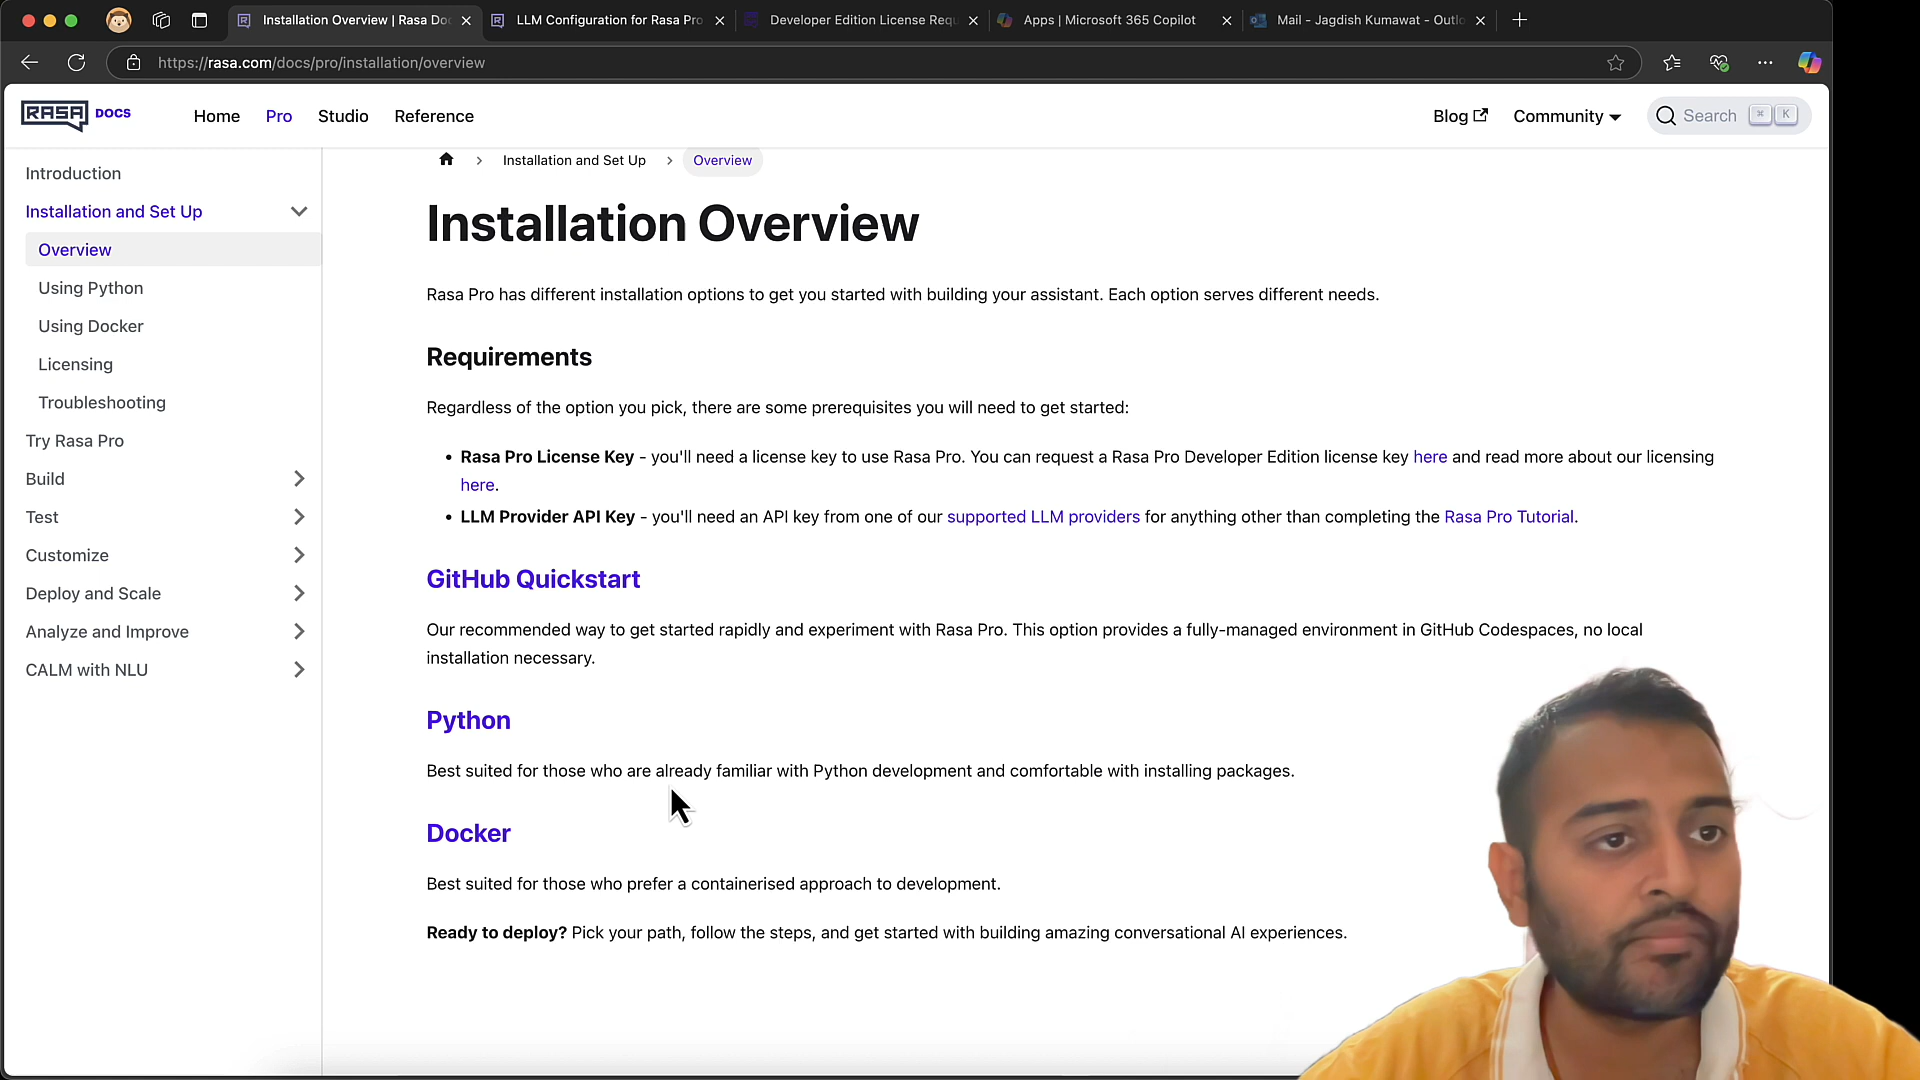 Installation Overview | Rasa Doc
LLM Configuration for Rasa Pro
Developer Edition License Requ
Apps | Microsoft 365 Copilot
Mail - Jagdish Kumawat - Outlo
https://rasa.com/docs/pro/installation/overview
RASA DOCS
Home
Pro
Studio
Reference
Blog
Community
Search
K
Introduction
Installation and Set Up
Overview
Using Python
Using Docker
Licensing
Troubleshooting
Try Rasa Pro
Build
Test
Customize
Deploy and Scale
Analyze and Improve
CALM with NLU
Installation and Set Up
Overview
Installation Overview
Rasa Pro has different installation options to get you started with building your assistant. Each option serves different needs.
Requirements
Regardless of the option you pick, there are some prerequisites you will need to get started:
• Rasa Pro License Key - you'll need a license key to use Rasa Pro. You can request a Rasa Pro Developer Edition license key here and read more about our licensing
here.
• LLM Provider API Key - you'll need an API key from one of our supported LLM providers for anything other than completing the Rasa Pro Tutorial.
GitHub Quickstart
Our recommended way to get started rapidly and experiment with Rasa Pro. This option provides a fully-managed environment in GitHub Codespaces, no local
installation necessary.
Python
Best suited for those who are already familiar with Python development and comfortable with installing packages.
Docker
Best suited for those who prefer a containerised approach to development.
Ready to deploy? Pick your path, follow the steps, and get started with building amazing conversational AI experiences.